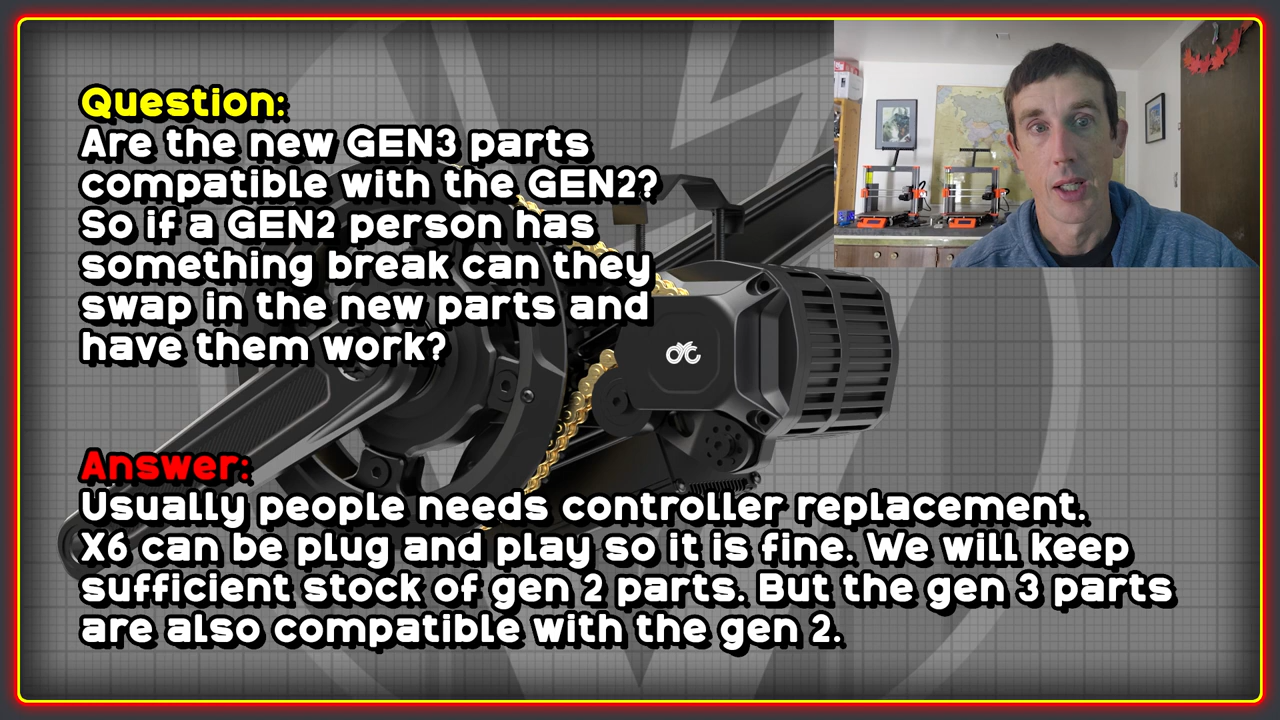 Question:
Are the new GEN3 parts
compatible with the GEN2?
So if a GEN2 person has
something break can they
swap in the new parts and
have them work?
Answer:
Usually people needs controller replacement.
X6 can be plug and play so it is fine. We will keep
sufficient stock of gen 2 parts. But the gen 3 parts
are also compatible with the gen 2.